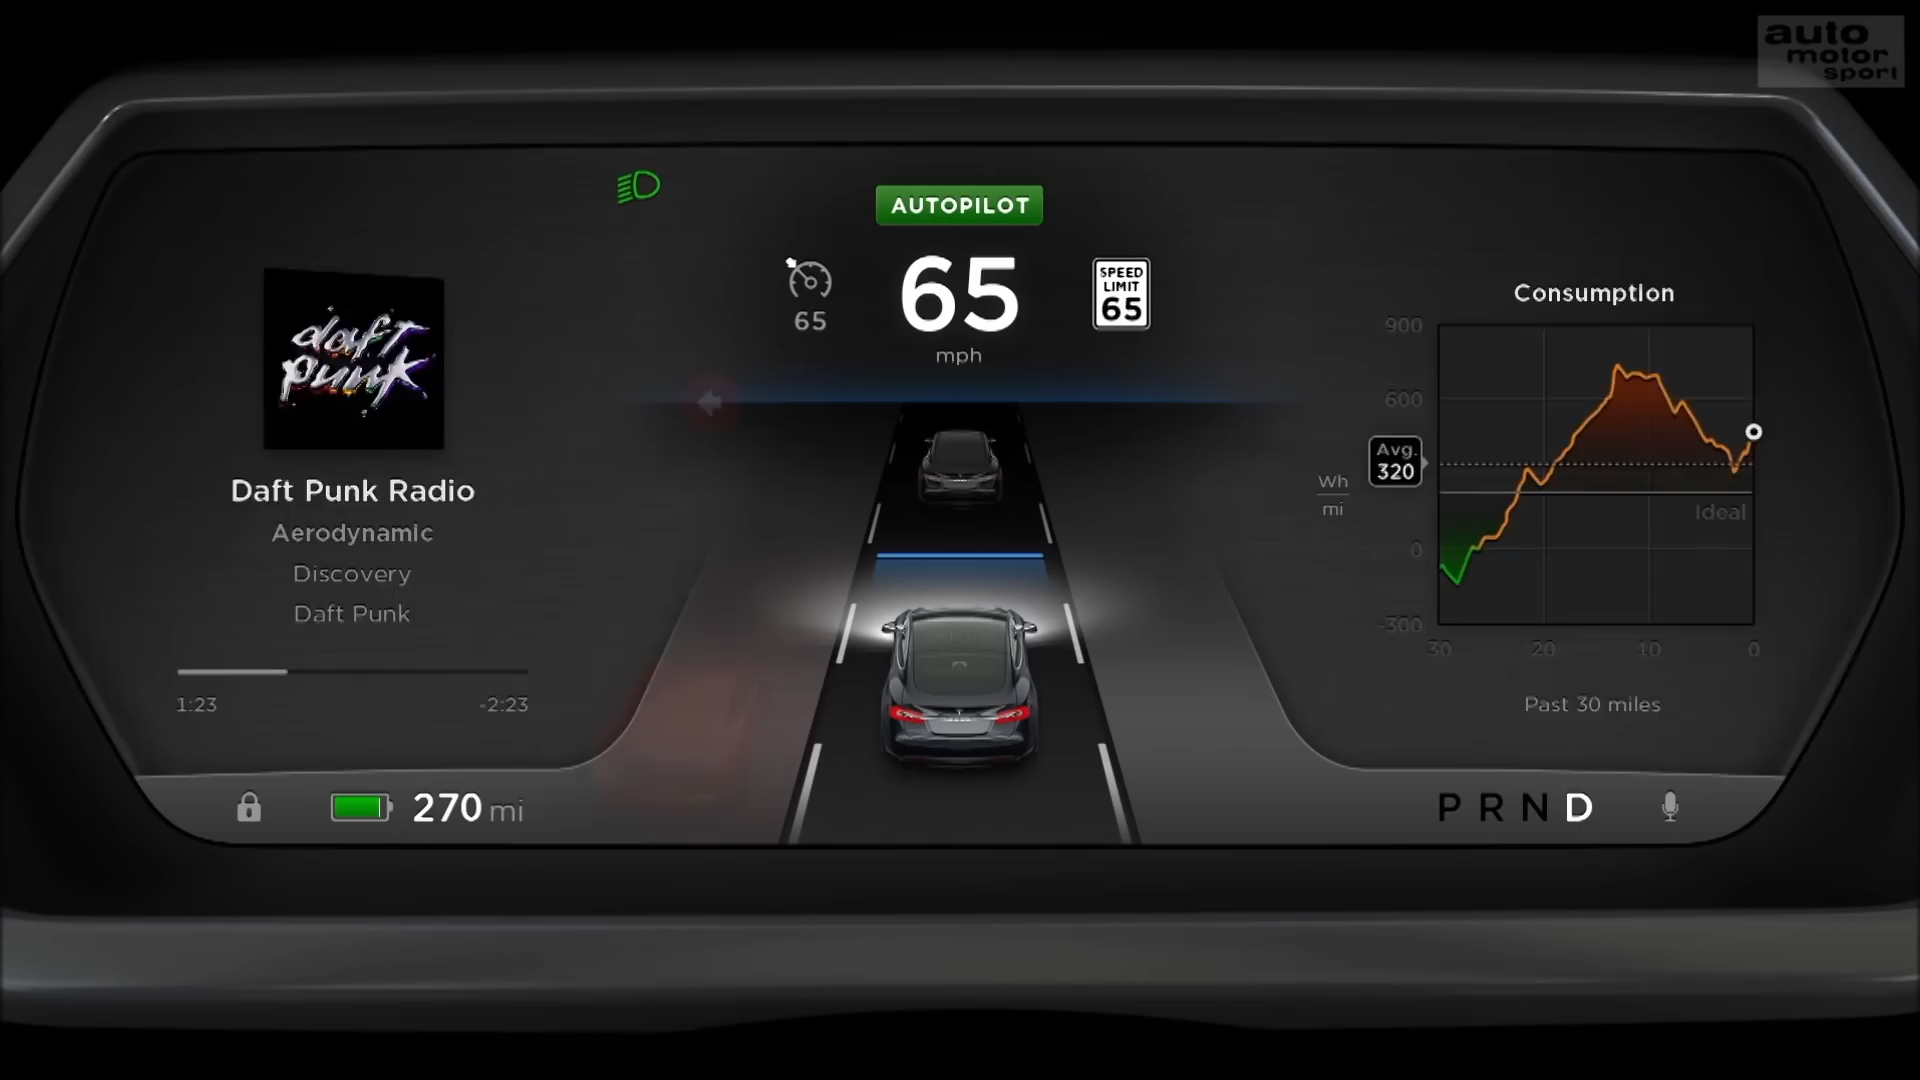 auto
motor
sport
AUTOPILOT
65
65
mph
SPEED
LIMIT
65
daft
punk
Daft Punk Radio
Aerodynamic
Discovery
Daft Punk
1:23
-2:23
Consumption
900
600
Avg.
320
Wh
mi
Ideal
0
-300
30 20 10 0
Past 30 miles
270 mi
P R N D